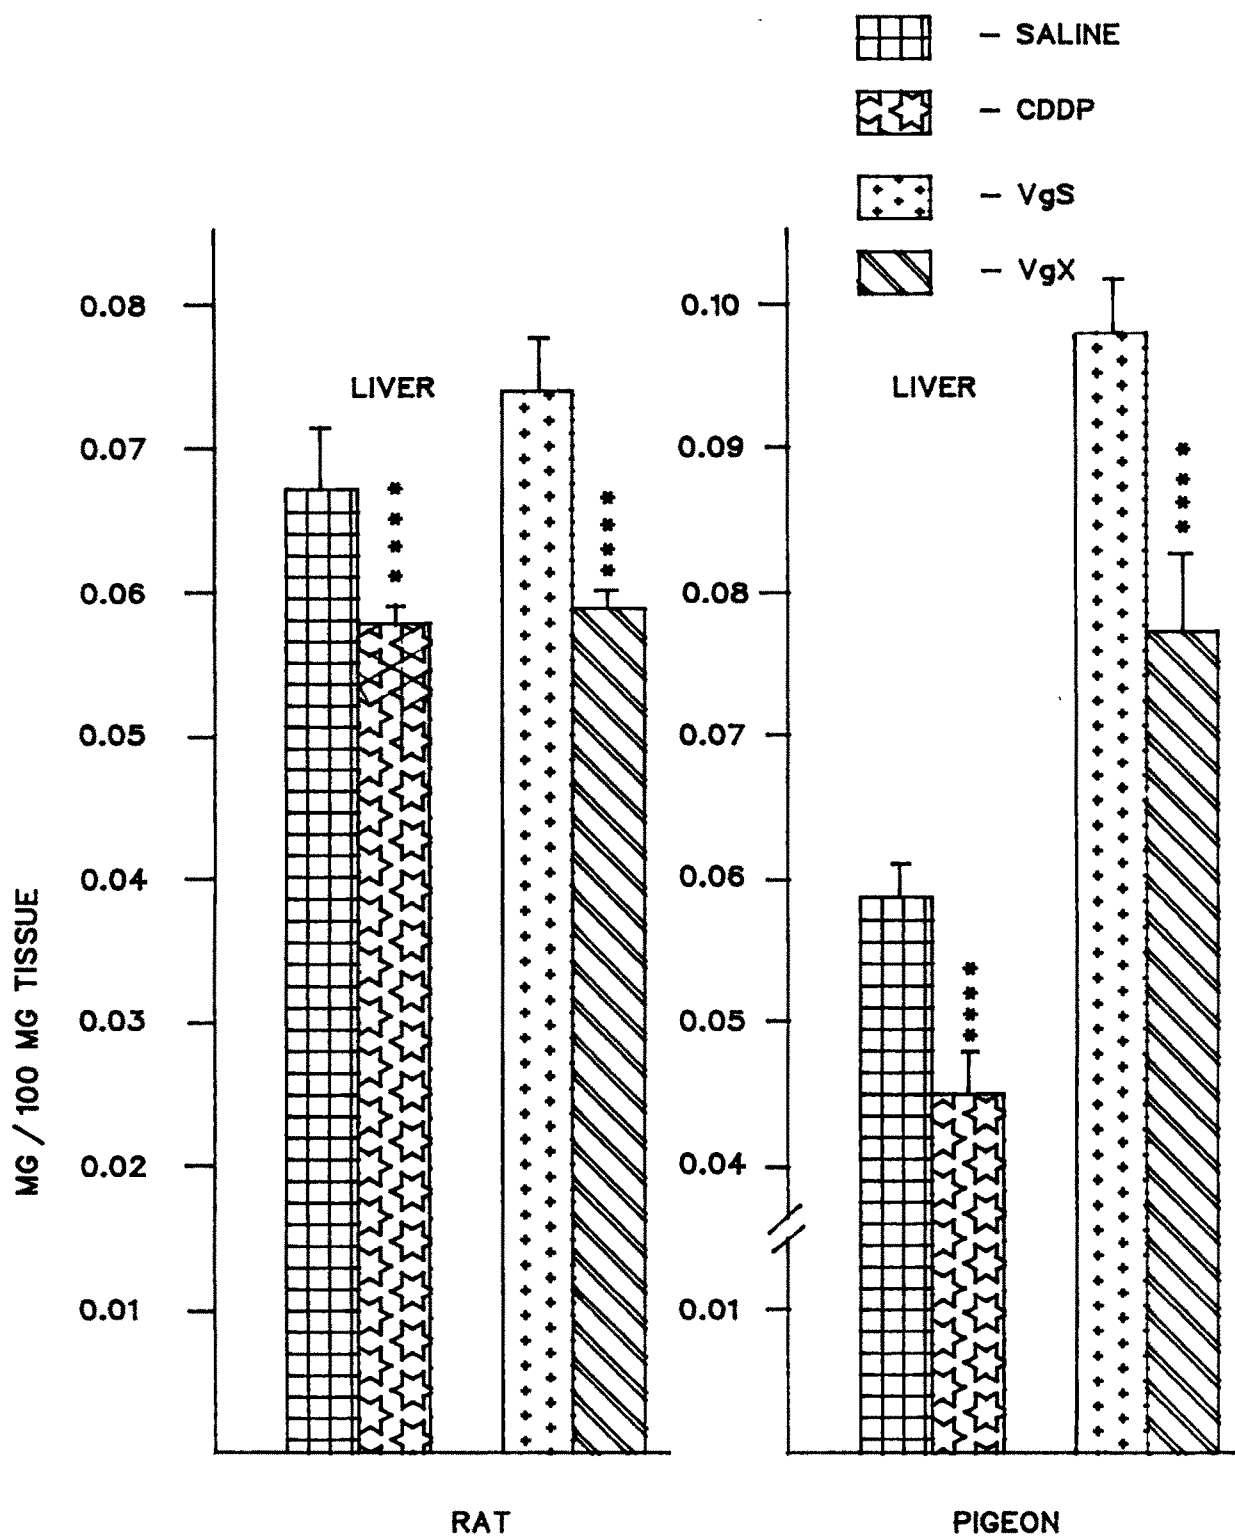 – SALINE
– CDDP
– VgS
– VgX
0.08
0.07
0.06
0.05
0.04
0.03
0.02
0.01
MG / 100 MG TISSUE
LIVER
* * * *
* * * *
RAT
0.10
0.09
0.08
0.07
0.06
0.05
0.04
0.01
LIVER
* * * *
* * * *
PIGEON